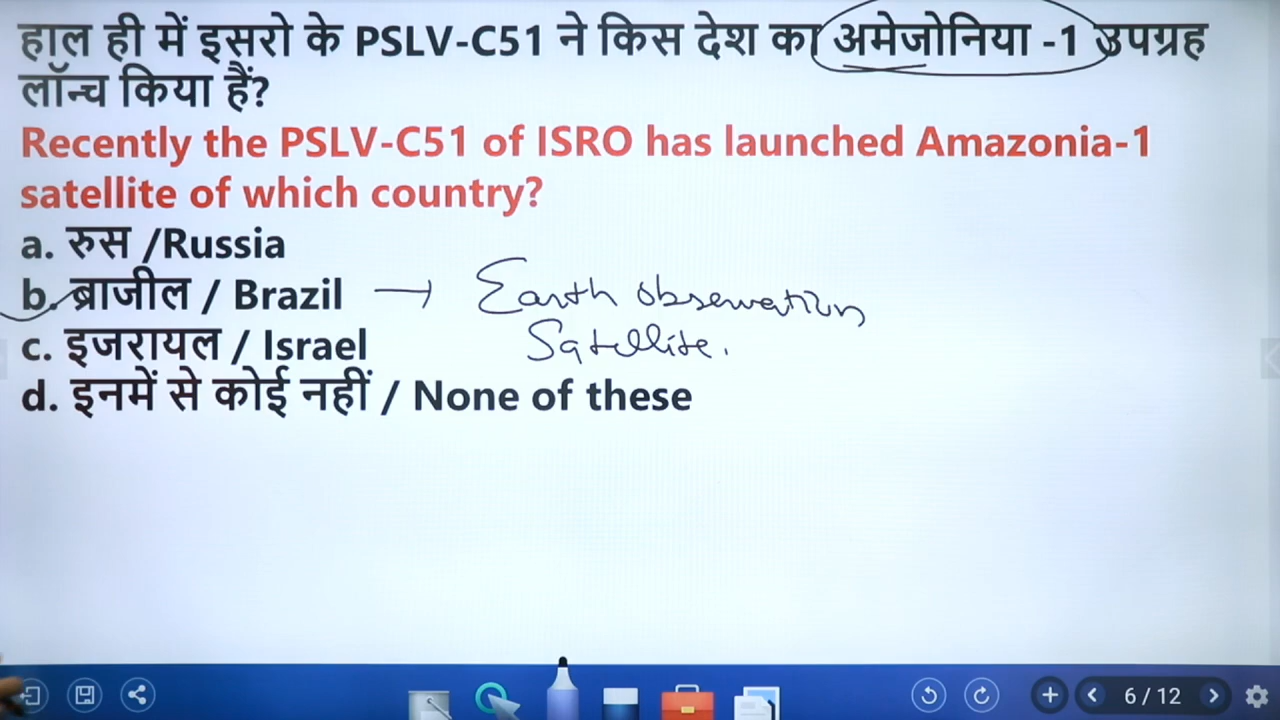 हाल ही में इसरो के PSLV-C51 ने किस देश का अमेजोनिया -1 उपग्रह
लॉन्च किया हैं?
Recently the PSLV-C51 of ISRO has launched Amazonia-1
satellite of which country?
a. रुस /Russia
b. ब्राजील / Brazil → Earth observation
Satellite.
c. इजरायल / Israel
d. इनमें से कोई नहीं / None of these
6 / 12